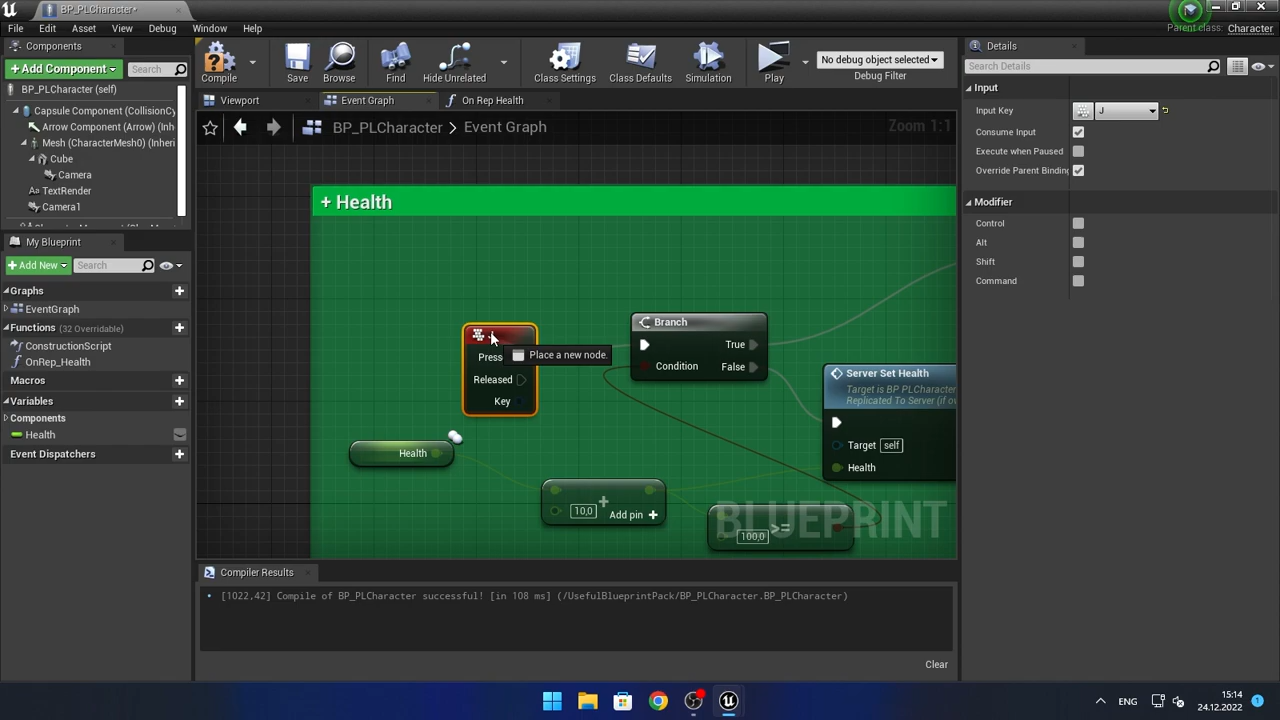 BP_PLCharacter*
Parent class: Character
File Edit Asset View Window Help
Components
Details
+ Add Component
Search
Compile
Save
Browse
Find
Hide Unrelated
Class Settings
Class Defaults
Simulation
Play
No debug object selected
Debug Filter
Search Details
BP_PLCharacter (self)
Viewport
Event Graph
On Rep Health
Input
Capsule Component (CollisionCy
Arrow Component (Arrow) (Inh
Mesh (CharacterMesh0) (Inheri
Cube
Camera
TextRender
Camera1
BP_PLCharacter > Event Graph
Zoom 1:1
Input Key J
Consume Input
Execute when Paused
Override Parent Binding
Modifier
Control
Alt
Shift
Command
My Blueprint
+ Add New
Search
Graphs
EventGraph
Functions (32 Overridable)
ConstructionScript
OnRep_Health
Macros
Variables
Components
Health
Event Dispatchers
+ Health
Press
Place a new node.
Released
Key
Branch
True
Condition
False
Server Set Health
Target is BP PLCharacter
Replicated To Server (if ow
Target self
Health
Health
+
10,0
Add pin +
>=
100,0
BLUEPRINT
Compiler Results
[1022,42] Compile of BP_PLCharacter successful! [in 108 ms] (/UsefulBlueprintPack/BP_PLCharacter.BP_PLCharacter)
Clear
ENG
15:14
24.12.2022
1